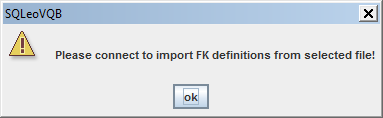 SQLeoVQB
Please connect to import FK definitions from selected file!
ok